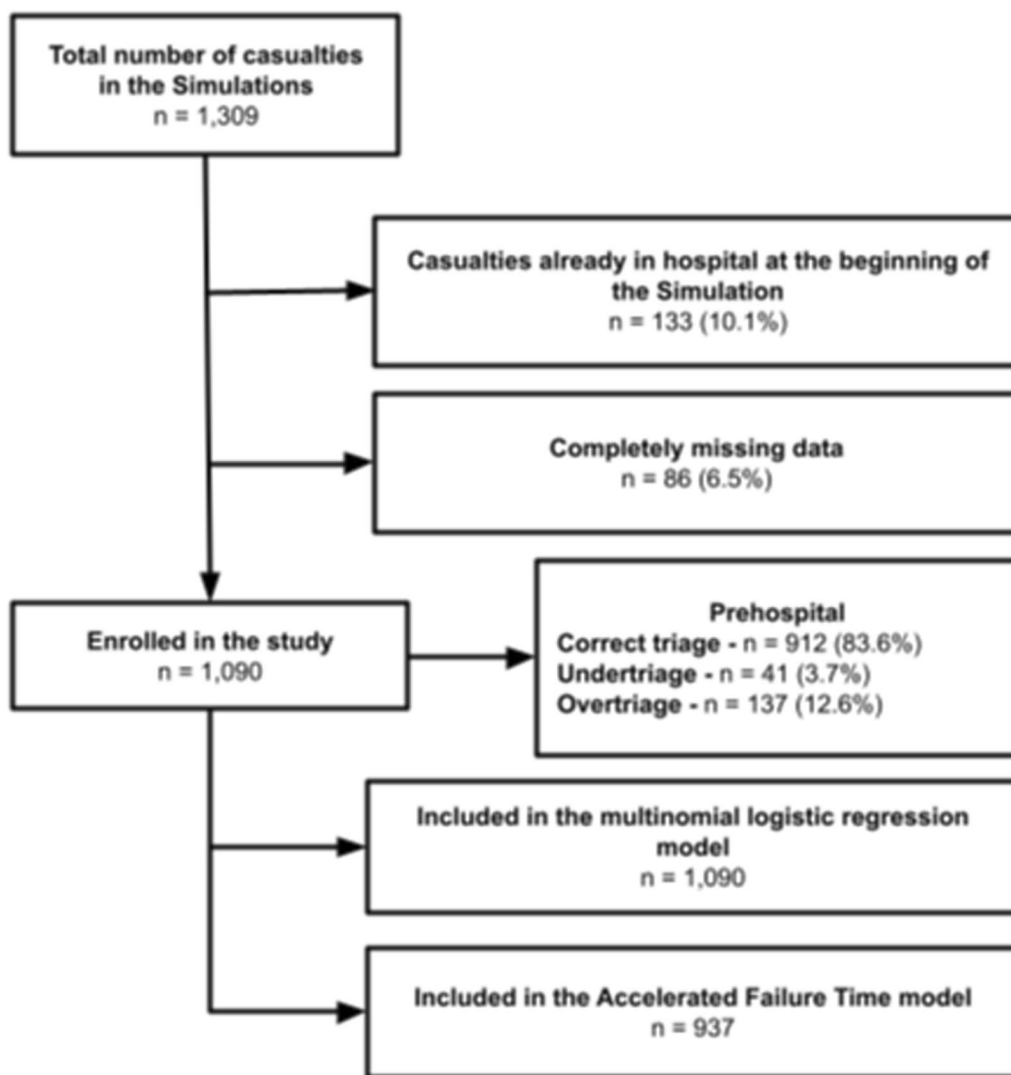 Total number of casualties
in the Simulations
n = 1,309
Casualties already in hospital at the beginning of
the Simulation
n = 133 (10.1%)
Completely missing data
n = 86 (6.5%)
Enrolled in the study
n = 1,090
Prehospital
Correct triage - n = 912 (83.6%)
Undertriage - n = 41 (3.7%)
Overtriage - n = 137 (12.6%)
Included in the multinomial logistic regression
model
n = 1,090
Included in the Accelerated Failure Time model
n = 937